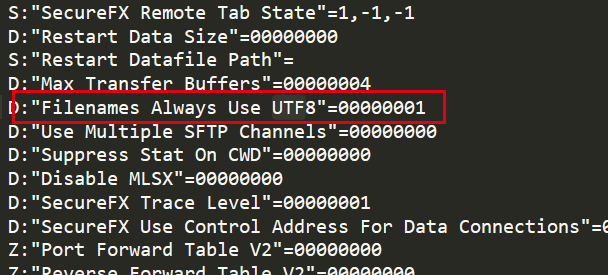 S:"SecureFX Remote Tab State"=1,-1,-1
D:"Restart Data Size"=00000000
S:"Restart Datafile Path"=
D:"Max Transfer Buffers"=00000004
D:"Filenames Always Use UTF8"=00000001
D:"Use Multiple SFTP Channels"=00000000
D:"Suppress Stat On CWD"=00000000
D:"Disable MLSX"=00000000
D:"SecureFX Trace Level"=00000001
D:"SecureFX Use Control Address For Data Connections"=0
Z:"Port Forward Table V2"=00000000
Z:"Reverse Forward Table V2"=00000000